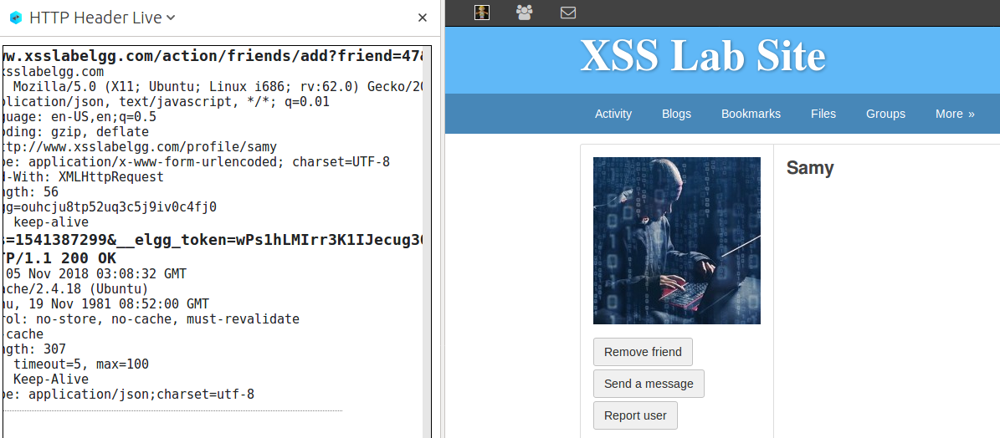 HTTP Header Live
ww.xsslabelgg.com/action/friends/add?friend=47&
xsslabelgg.com
Mozilla/5.0 (X11; Ubuntu; Linux i686; rv:62.0) Gecko/20
plication/json, text/javascript, */*; q=0.01
guage: en-US,en;q=0.5
oding: gzip, deflate
ttp://www.xsslabelgg.com/profile/samy
pe: application/x-www-form-urlencoded; charset=UTF-8
d-With: XMLHttpRequest
ngth: 56
gg=ouhcju8tp52uq3c5j9iv0c4fj0
keep-alive
s=1541387299&__elgg_token=wPs1hLMIrr3K1IJecug30
TP/1.1 200 OK
05 Nov 2018 03:08:32 GMT
ache/2.4.18 (Ubuntu)
hu, 19 Nov 1981 08:52:00 GMT
rol: no-store, no-cache, must-revalidate
-cache
ngth: 307
timeout=5, max=100
Keep-Alive
pe: application/json;charset=utf-8
XSS Lab Site
Activity Blogs Bookmarks Files Groups More »
Samy
Remove friend
Send a message
Report user